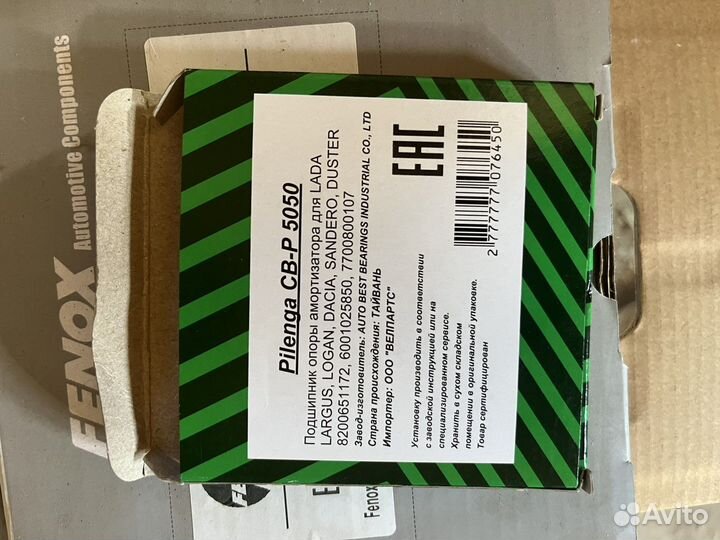 FENOX
Automotive Components
Pilenga CB-P 5050
Подшипник опоры амортизатора для LADA
LARGUS, LOGAN, DACIA, SANDERO, DUSTER
8200651172, 6001025850, 7700800107
Завод-изготовитель: AUTO BEST BEARINGS INDUSTRIAL CO., LTD
Страна происхождения: ТАЙВАНЬ
Импортер: ООО "ВЕЛПАРТС"
Установку производить в соответствии
с заводской инструкцией или на
специализированном сервисе.
Хранить в сухом складском
помещении в оригинальной упаковке.
Товар сертифицирован
EAC
2 777777 076450
Fenox
Avito